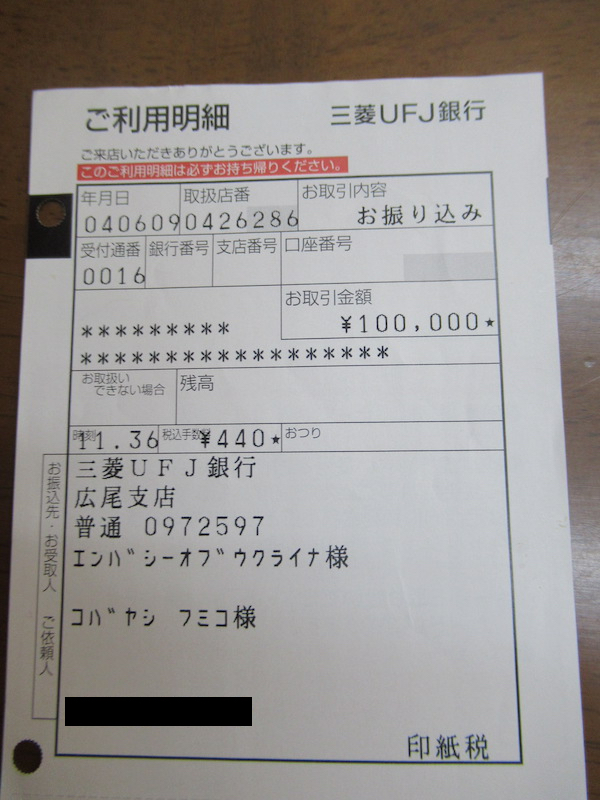 ご利用明細 三菱UFJ銀行
ご来店いただきありがとうございます。
このご利用明細は必ずお持ち帰りください。
年月日 取扱店番 お取引内容
040609 0426286 お振り込み
受付通番 銀行番号 支店番号 口座番号
0016
お取引金額
¥100,000★
*********
******************
お取扱いできない場合 残高
時刻 税込手数料 おつり
11.36 ¥440★
お振込先・お受取人 ご依頼人
三菱UFJ銀行
広尾支店
普通 0972597
エンバシーオブウクライナ様
コバヤシ フミコ様
印紙税